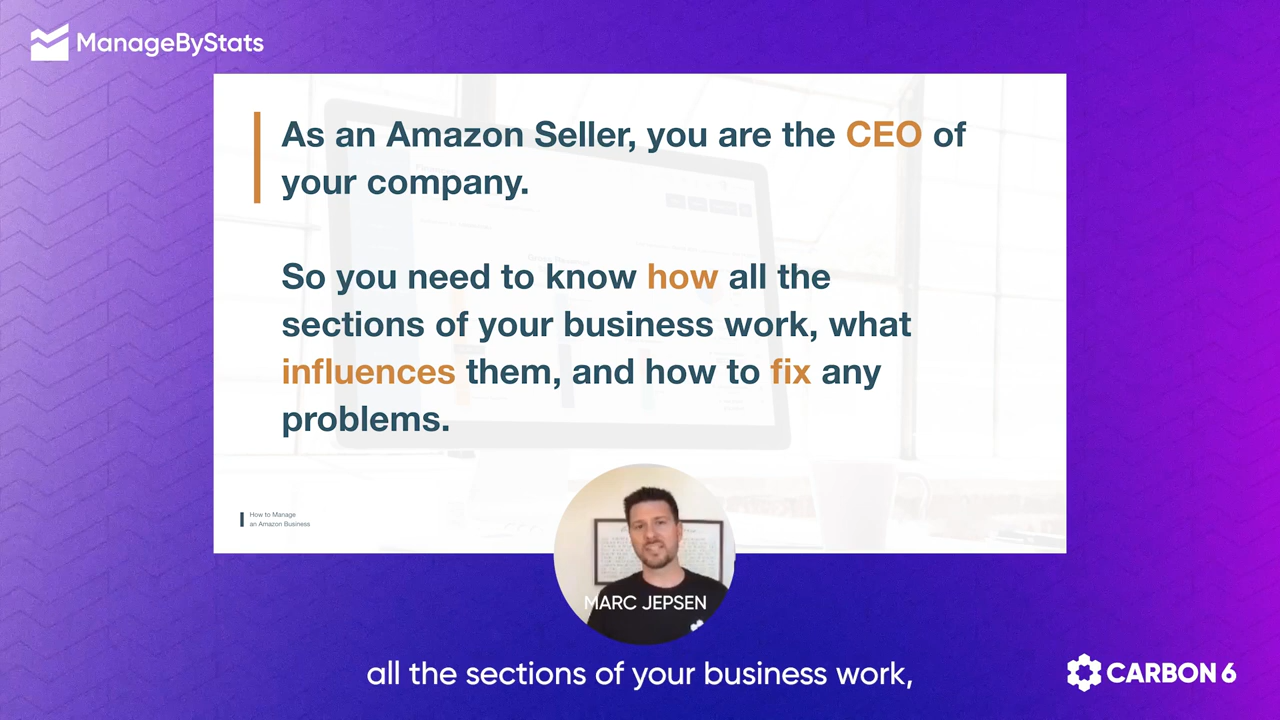 ManageByStats
As an Amazon Seller, you are the CEO of
your company.
So you need to know how all the
sections of your business work, what
influences them, and how to fix any
problems.
How to Manage
an Amazon Business
MARC JEPSEN
all the sections of your business work,
CARBON 6